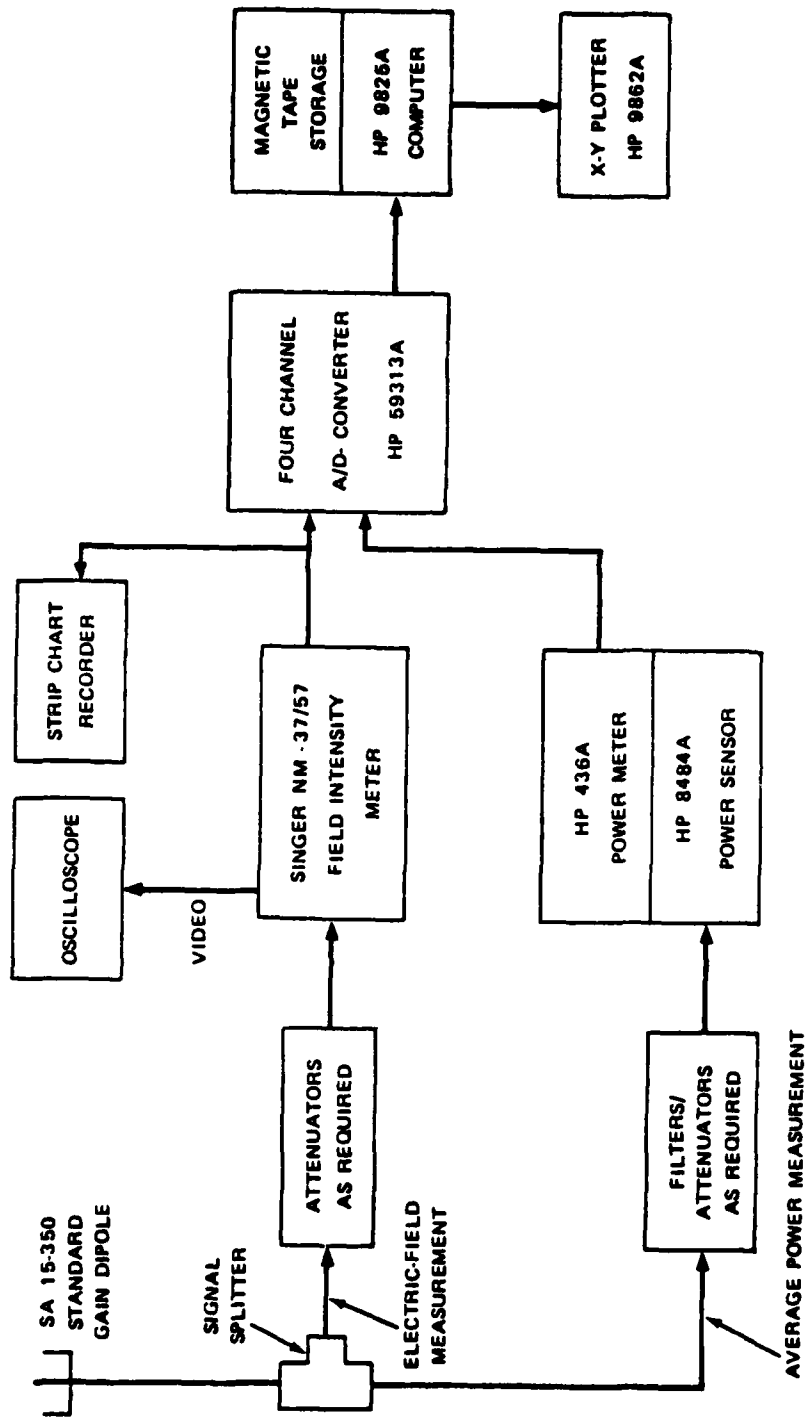 SA 15-350
STANDARD
GAIN DIPOLE
SIGNAL
SPLITTER
ELECTRIC-FIELD
MEASUREMENT
ATTENUATORS
AS REQUIRED
VIDEO
OSCILLOSCOPE
SINGER NM - 37/57
FIELD INTENSITY
METER
STRIP CHART
RECORDER
FOUR CHANNEL
A/D- CONVERTER
HP 59313A
MAGNETIC
TAPE
STORAGE
HP 9825A
COMPUTER
X-Y PLOTTER
HP 9862A
AVERAGE POWER MEASUREMENT
FILTERS/
ATTENUATORS
AS REQUIRED
HP 436A
POWER METER
HP 8484A
POWER SENSOR